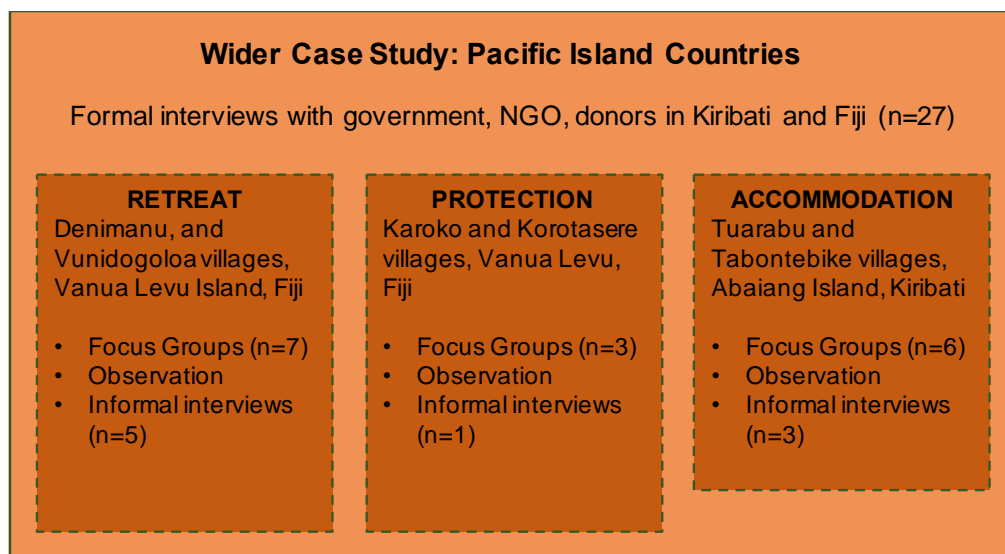 Wider Case Study: Pacific Island Countries
Formal interviews with government, NGO, donors in Kiribati and Fiji (n=27)
RETREAT
Denimanu, and
Vunidogoloa villages,
Vanua Levu Island, Fiji
• Focus Groups (n=7)
• Observation
• Informal interviews
(n=5)
PROTECTION
Karoko and Korotasere
villages, Vanua Levu,
Fiji
• Focus Groups (n=3)
• Observation
• Informal interviews
(n=1)
ACCOMMODATION
Tuarabu and
Tabontebike villages,
Abaiang Island, Kiribati
• Focus Groups (n=6)
• Observation
• Informal interviews
(n=3)